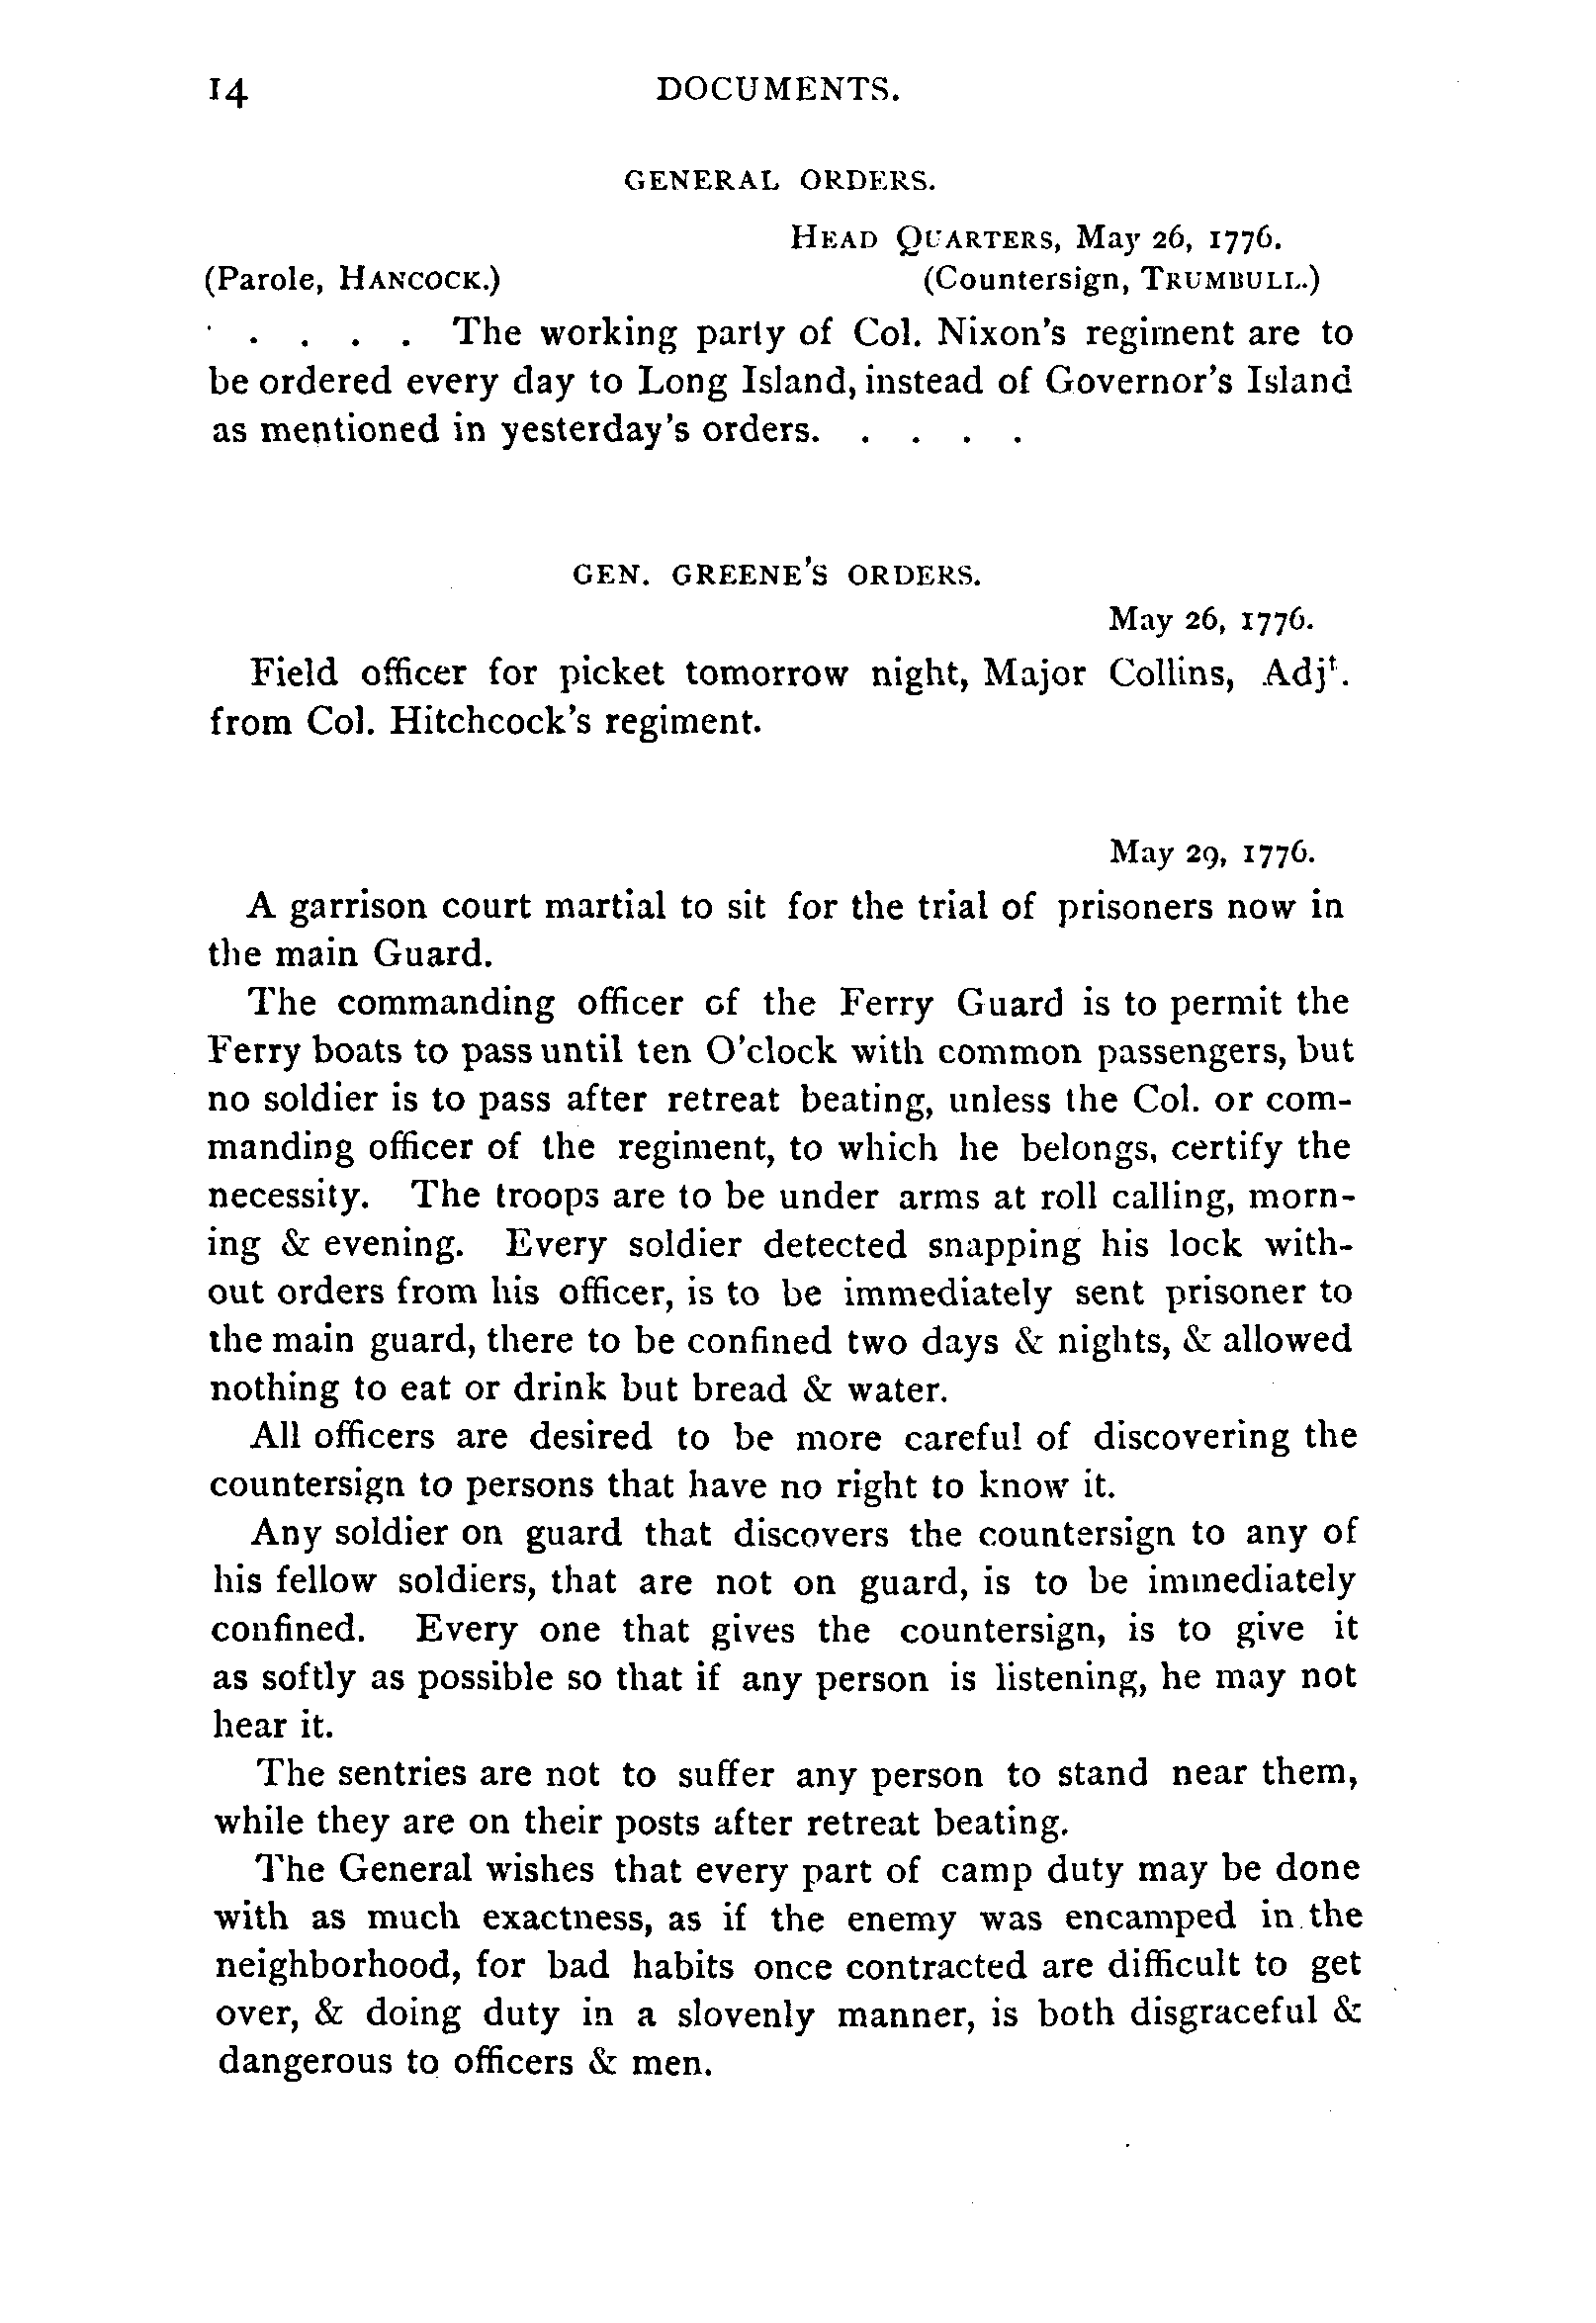 14 DOCUMENTS.
GENERAL ORDERS.
HEAD QUARTERS, May 26, 1776.
(Parole, HANCOCK.) (Countersign, TRUMBULL.)
. . . . The working party of Col. Nixon's regiment are to
be ordered every day to Long Island, instead of Governor's Island
as mentioned in yesterday's orders. . . . .
GEN. GREENE'S ORDERS.
May 26, 1776.
Field officer for picket tomorrow night, Major Collins, Adjᵗ.
from Col. Hitchcock's regiment.
May 29, 1776.
A garrison court martial to sit for the trial of prisoners now in
the main Guard.
The commanding officer of the Ferry Guard is to permit the
Ferry boats to pass until ten O'clock with common passengers, but
no soldier is to pass after retreat beating, unless the Col. or com-
manding officer of the regiment, to which he belongs, certify the
necessity. The troops are to be under arms at roll calling, morn-
ing & evening. Every soldier detected snapping his lock with-
out orders from his officer, is to be immediately sent prisoner to
the main guard, there to be confined two days & nights, & allowed
nothing to eat or drink but bread & water.
All officers are desired to be more careful of discovering the
countersign to persons that have no right to know it.
Any soldier on guard that discovers the countersign to any of
his fellow soldiers, that are not on guard, is to be immediately
confined. Every one that gives the countersign, is to give it
as softly as possible so that if any person is listening, he may not
hear it.
The sentries are not to suffer any person to stand near them,
while they are on their posts after retreat beating.
The General wishes that every part of camp duty may be done
with as much exactness, as if the enemy was encamped in the
neighborhood, for bad habits once contracted are difficult to get
over, & doing duty in a slovenly manner, is both disgraceful &
dangerous to officers & men.